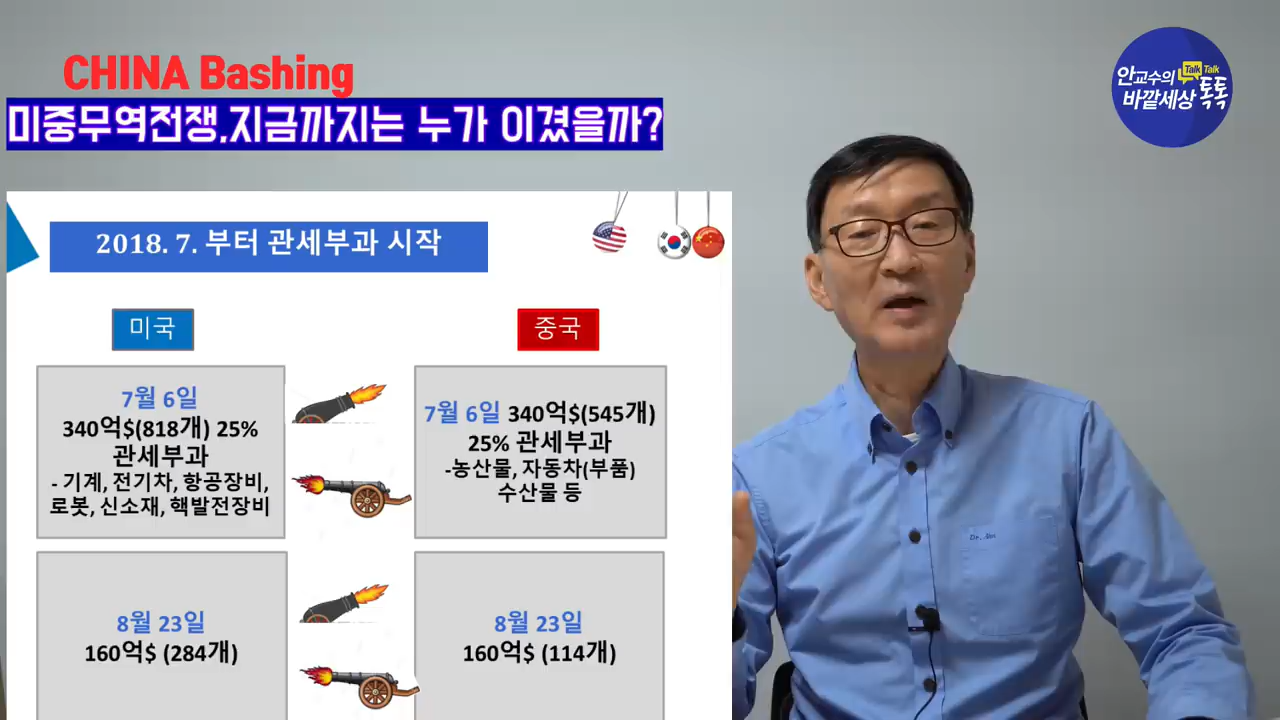 CHINA Bashing
미중무역전쟁,지금까지는 누가 이겼을까?
안교수의
Talk Talk
바깥세상 톡톡
2018. 7. 부터 관세부과 시작
미국
중국
7월 6일
340억$(818개) 25%
관세부과
- 기계, 전기차, 항공장비,
로봇, 신소재, 핵발전장비
7월 6일 340억$(545개)
25% 관세부과
-농산물, 자동차(부품)
수산물 등
8월 23일
160억$ (284개)
8월 23일
160억$ (114개)